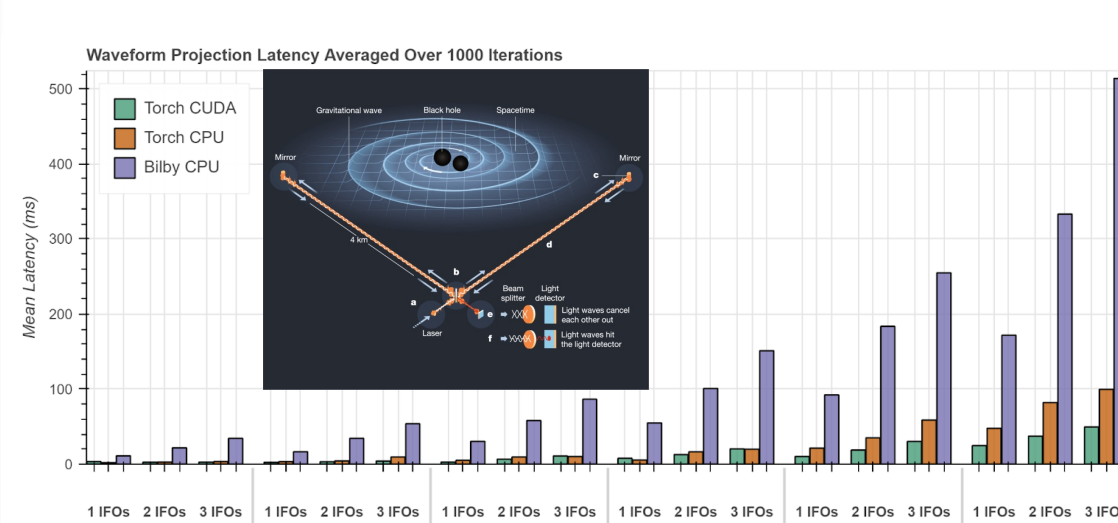 Waveform Projection Latency Averaged Over 1000 Iterations
Mean Latency (ms)
500
400
300
200
100
0
Torch CUDA
Torch CPU
Bilby CPU
Gravitational wave
Black hole
Spacetime
Mirror
Mirror
c
4 km
d
b
a
Laser
Beam
splitter
Light
detector
e
Light waves cancel
each other out
f
Light waves hit
the light detector
1 IFOs 2 IFOs 3 IFOs 1 IFOs 2 IFOs 3 IFOs 1 IFOs 2 IFOs 3 IFOs 1 IFOs 2 IFOs 3 IFOs 1 IFOs 2 IFOs 3 IFOs 1 IFOs 2 IFOs 3 IFO